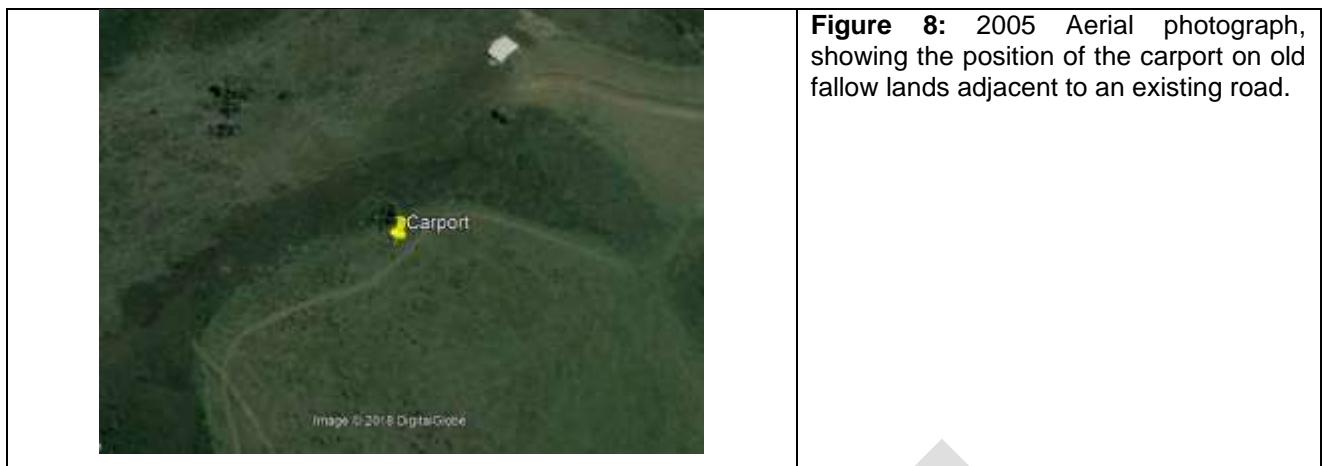 Carport
Image © 2018 DigitalGlobe
Figure 8: 2005 Aerial photograph,
showing the position of the carport on old
fallow lands adjacent to an existing road.